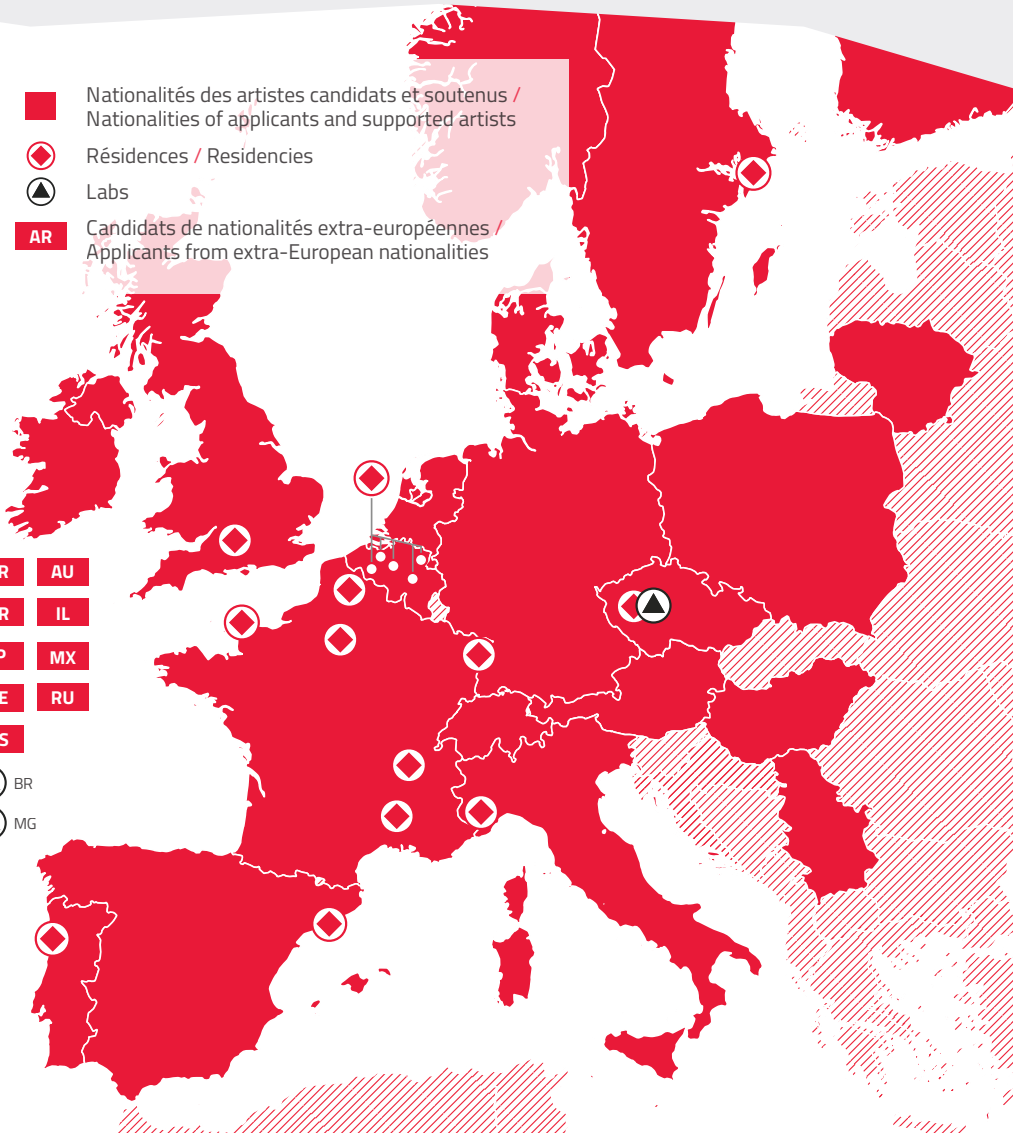 Nationalités des artistes candidats et soutenus /
Nationalities of applicants and supported artists
Résidences / Residencies
Labs
AR
Candidats de nationalités extra-européennes /
Applicants from extra-European nationalities
R AU
R IL
P MX
E RU
S
BR
MG